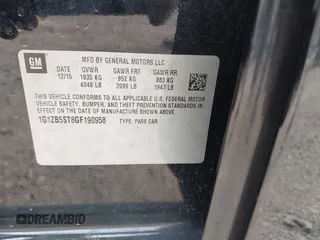 GM
MFD BY GENERAL MOTORS LLC
DATE GVWR GAWR FRT GAWR RR
12/15 1835 KG 952 KG 883 KG
4046 LB 2099 LB 1947 LB
THIS VEHICLE CONFORMS TO ALL APPLICABLE U.S. FEDERAL MOTOR
VEHICLE SAFETY, BUMPER, AND THEFT PREVENTION STANDARDS IN
EFFECT ON THE DATE OF MANUFACTURE SHOWN ABOVE.
1G1ZB5ST8GF190958 TYPE: PASS CAR
DREAMBID